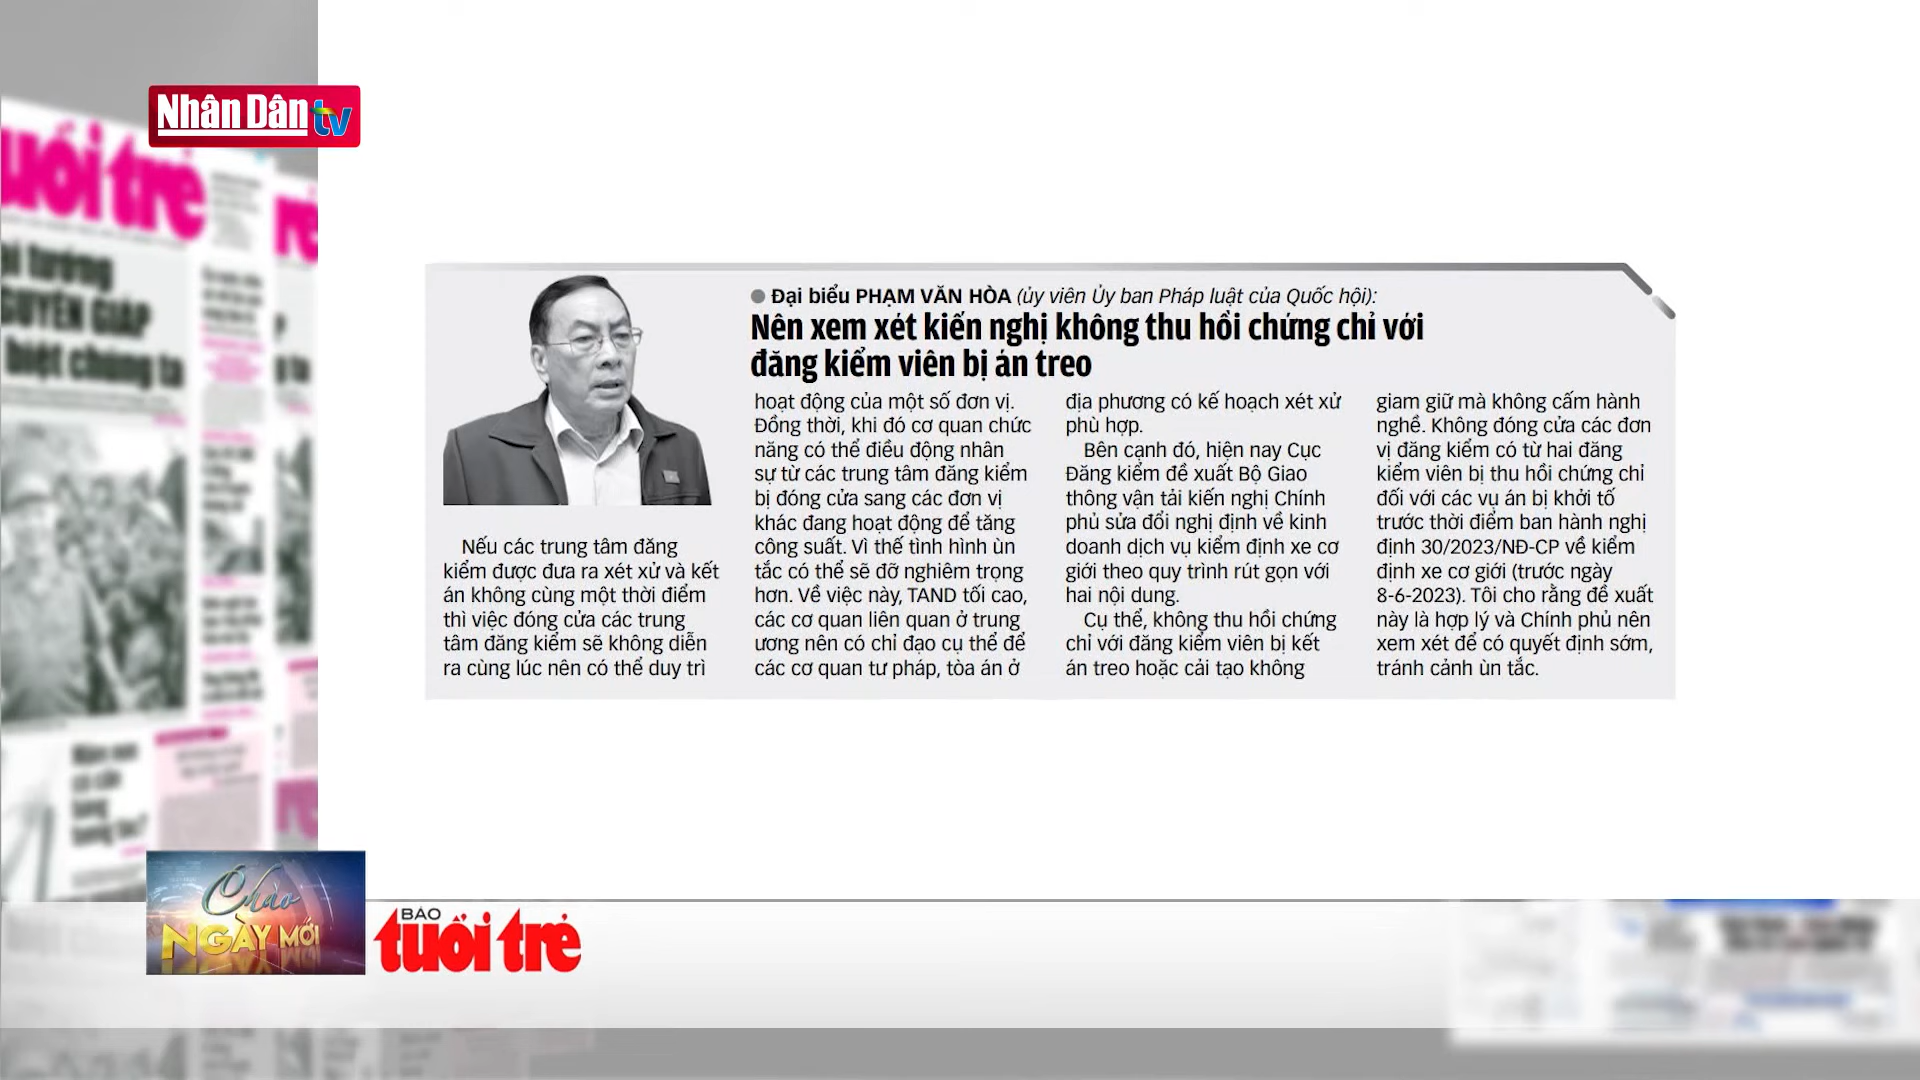 Nhân Dân tv
tuổi trẻ
● Đại biểu PHẠM VĂN HÒA (ủy viên Ủy ban Pháp luật của Quốc hội):
Nên xem xét kiến nghị không thu hồi chứng chỉ với
đăng kiểm viên bị án treo
Nếu các trung tâm đăng
kiểm được đưa ra xét xử và kết
án không cùng một thời điểm
thì việc đóng cửa các trung
tâm đăng kiểm sẽ không diễn
ra cùng lúc nên có thể duy trì
hoạt động của một số đơn vị.
Đồng thời, khi đó cơ quan chức
năng có thể điều động nhân
sự từ các trung tâm đăng kiểm
bị đóng cửa sang các đơn vị
khác đang hoạt động để tăng
công suất. Vì thế tình hình ùn
tắc có thể sẽ đỡ nghiêm trọng
hơn. Về việc này, TAND tối cao,
các cơ quan liên quan ở trung
ương nên có chỉ đạo cụ thể để
các cơ quan tư pháp, tòa án ở
địa phương có kế hoạch xét xử
phù hợp.
Bên cạnh đó, hiện nay Cục
Đăng kiểm đề xuất Bộ Giao
thông vận tải kiến nghị Chính
phủ sửa đổi nghị định về kinh
doanh dịch vụ kiểm định xe cơ
giới theo quy trình rút gọn với
hai nội dung.
Cụ thể, không thu hồi chứng
chỉ với đăng kiểm viên bị kết
án treo hoặc cải tạo không
giam giữ mà không cấm hành
nghề. Không đóng cửa các đơn
vị đăng kiểm có từ hai đăng
kiểm viên bị thu hồi chứng chỉ
đối với các vụ án bị khởi tố
trước thời điểm ban hành nghị
định 30/2023/NĐ-CP về kiểm
định xe cơ giới (trước ngày
8-6-2023). Tôi cho rằng đề xuất
này là hợp lý và Chính phủ nên
xem xét để có quyết định sớm,
tránh cảnh ùn tắc.
Chào
NGÀY MỚI
BÁO
tuổi trẻ